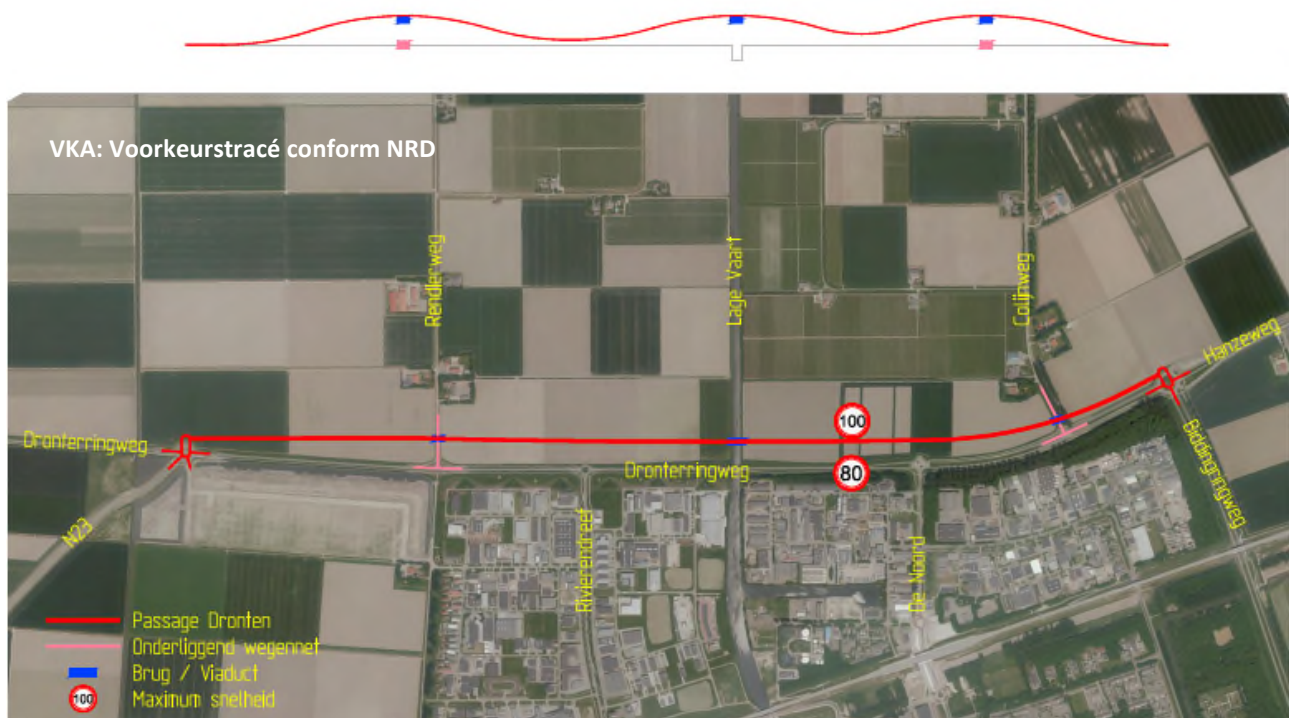 VKA: Voorkeurstracé conform NRD
Rendierweg
Lage Vaart
Colijnweg
Hanzeweg
100
Dronterringweg
Dronterringweg
80
Biddingringweg
N23
Rivierendreef
De Noord
Passage Dronten
Onderliggend wegennet
Brug / Viaduct
100 Maximum snelheid